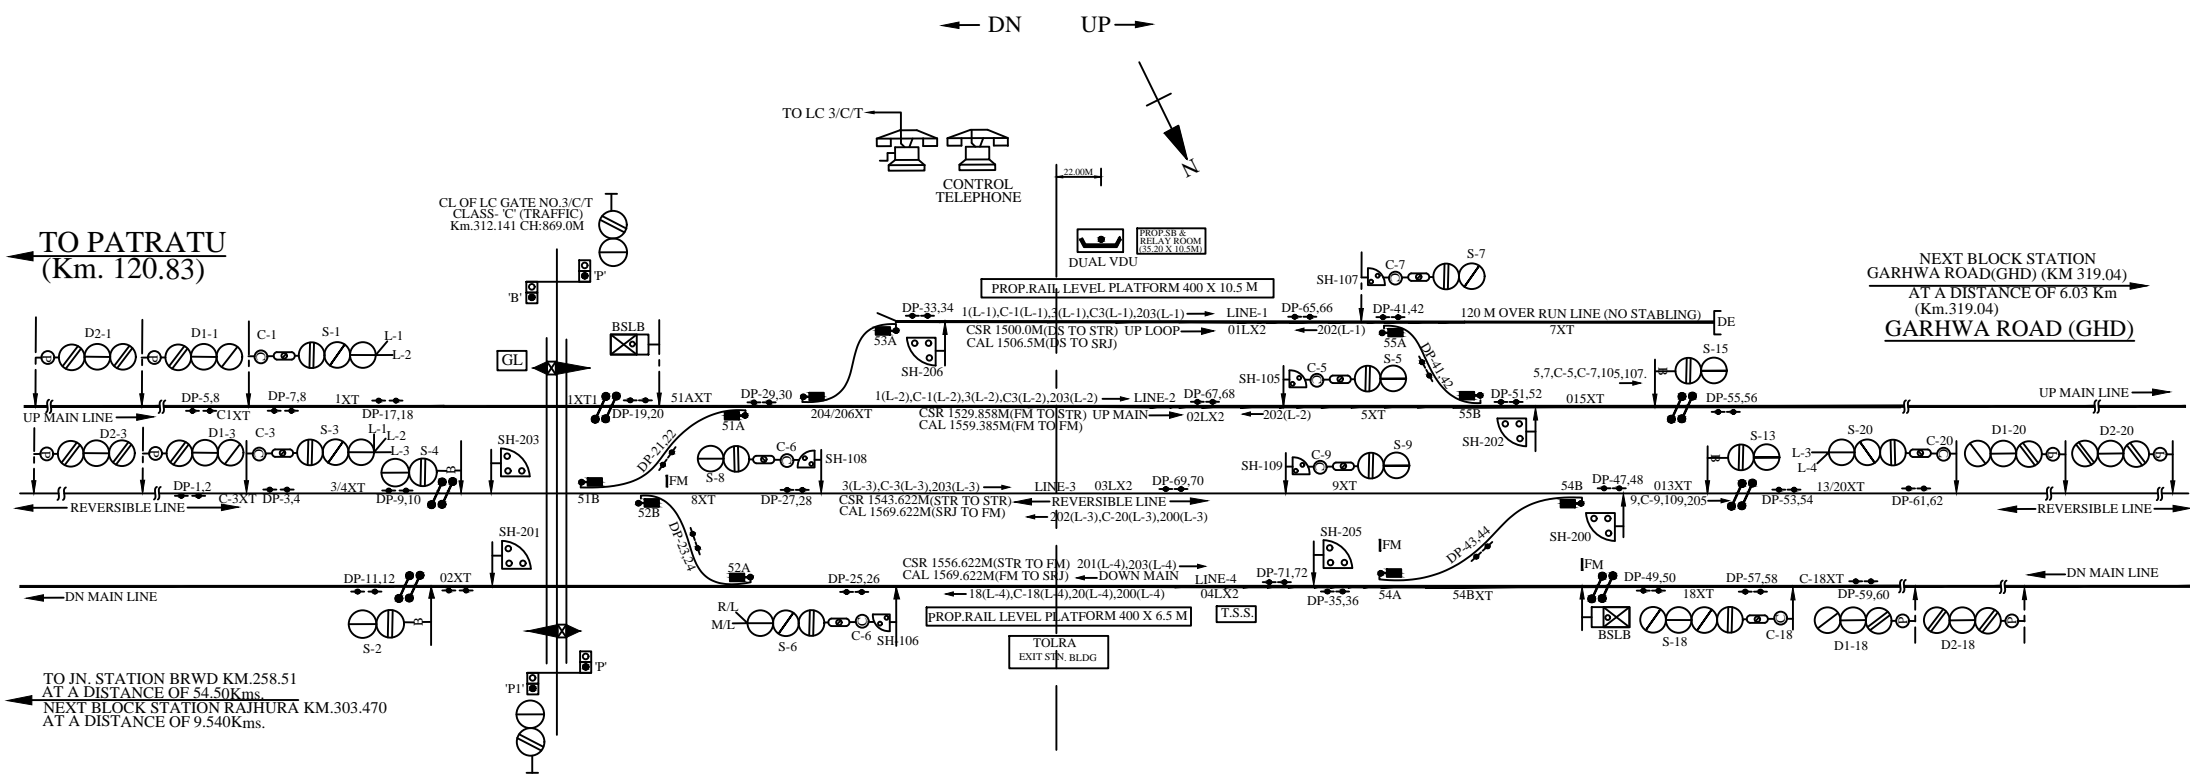 DN UP
TO LC 3/C/T
CONTROL
TELEPHONE
22.00M
N
CL OF LC GATE NO.3/C/T
CLASS- 'C' (TRAFFIC)
Km.312.141 CH:869.0M
'P'
'B'
TO PATRATU
(Km. 120.83)
DUAL VDU
PROP.SB &
RELAY ROOM
(35.20 X 10.5M)
PROP.RAIL LEVEL PLATFORM 400 X 10.5 M
NEXT BLOCK STATION
GARHWA ROAD(GHD) (KM 319.04)
AT A DISTANCE OF 6.03 Km
(Km.319.04)
GARHWA ROAD (GHD)
SH-107 C-7 S-7
DP-33,34 1(L-1),C-1(L-1),3(L-1),C3(L-1),203(L-1) LINE-1 DP-65,66 DP-41,42 120 M OVER RUN LINE (NO STABLING) DE
CSR 1500.0M(DS TO STR) UP LOOP 01LX2 202(L-1) 7XT
CAL 1506.5M(DS TO SRJ)
53A 55A
SH-206
D2-1 D1-1 C-1 S-1 L-1
L-2
P P
BSLB
GL
DP-41,42
SH-105 C-5 S-5
S-15
B
5,7,C-5,C-7,105,107.
DP-5,8 DP-7,8 1XT 1XT1 51AXT DP-29,30 1(L-2),C-1(L-2),3(L-2),C3(L-2),203(L-2) LINE-2 DP-67,68 DP-51,52 015XT DP-55,56 UP MAIN LINE
UP MAIN LINE C1XT DP-17,18 DP-19,20 204/206XT CSR 1529.858M(FM TO STR) UP MAIN 02LX2 202(L-2) 5XT 55B
CAL 1559.385M(FM TO FM)
51A
SH-202
D2-3 D1-3 C-3 S-3 L-1
L-2
L-3
P P
S-4
B
SH-203
DP-21,22
FM
S-8 C-6 SH-108
SH-109 C-9 S-9
S-13
B
S-20 C-20 D1-20 D2-20
L-3
L-4
P P
DP-1,2 C-3XT DP-3,4 3/4XT DP-9,10 51B 8XT DP-27,28 3(L-3),C-3(L-3),203(L-3) LINE-3 03LX2 DP-69,70 9XT 54B DP-47,48 013XT DP-53,54 13/20XT DP-61,62
REVERSIBLE LINE 52B CSR 1543.622M(STR TO STR) REVERSIBLE LINE 9,C-9,109,205 REVERSIBLE LINE
CAL 1569.622M(SRJ TO FM) 202(L-3),C-20(L-3),200(L-3)
SH-201
DP-23,24
SH-205
FM
DP-43,44
SH-200
FM
52A
CSR 1556.622M(STR TO FM) 201(L-4),203(L-4)
CAL 1569.622M(FM TO SRJ) DOWN MAIN LINE-4
DP-11,12 02XT DP-25,26 DP-71,72 DP-49,50 DP-57,58 C-18XT DN MAIN LINE
DN MAIN LINE 18(L-4),C-18(L-4),20(L-4),200(L-4) 04LX2 DP-35,36 54A 54BXT 18XT DP-59,60
S-2 B
R/L
M/L
S-6 C-6 SH-106
PROP.RAIL LEVEL PLATFORM 400 X 6.5 M
T.S.S.
BSLB S-18 C-18 D1-18 D2-18
P P
TOLRA
EXIT STN. BLDG
'P'
'P1'
TO JN. STATION BRWD KM.258.51
AT A DISTANCE OF 54.50Kms.
NEXT BLOCK STATION RAJHURA KM.303.470
AT A DISTANCE OF 9.540Kms.